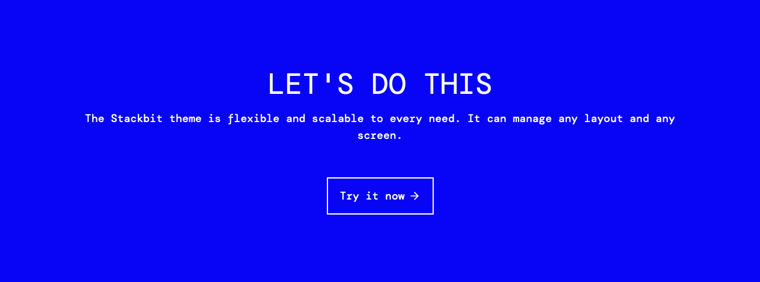 LET'S DO THIS
The Stackbit theme is flexible and scalable to every need. It can manage any layout and any
screen.
Try it now →